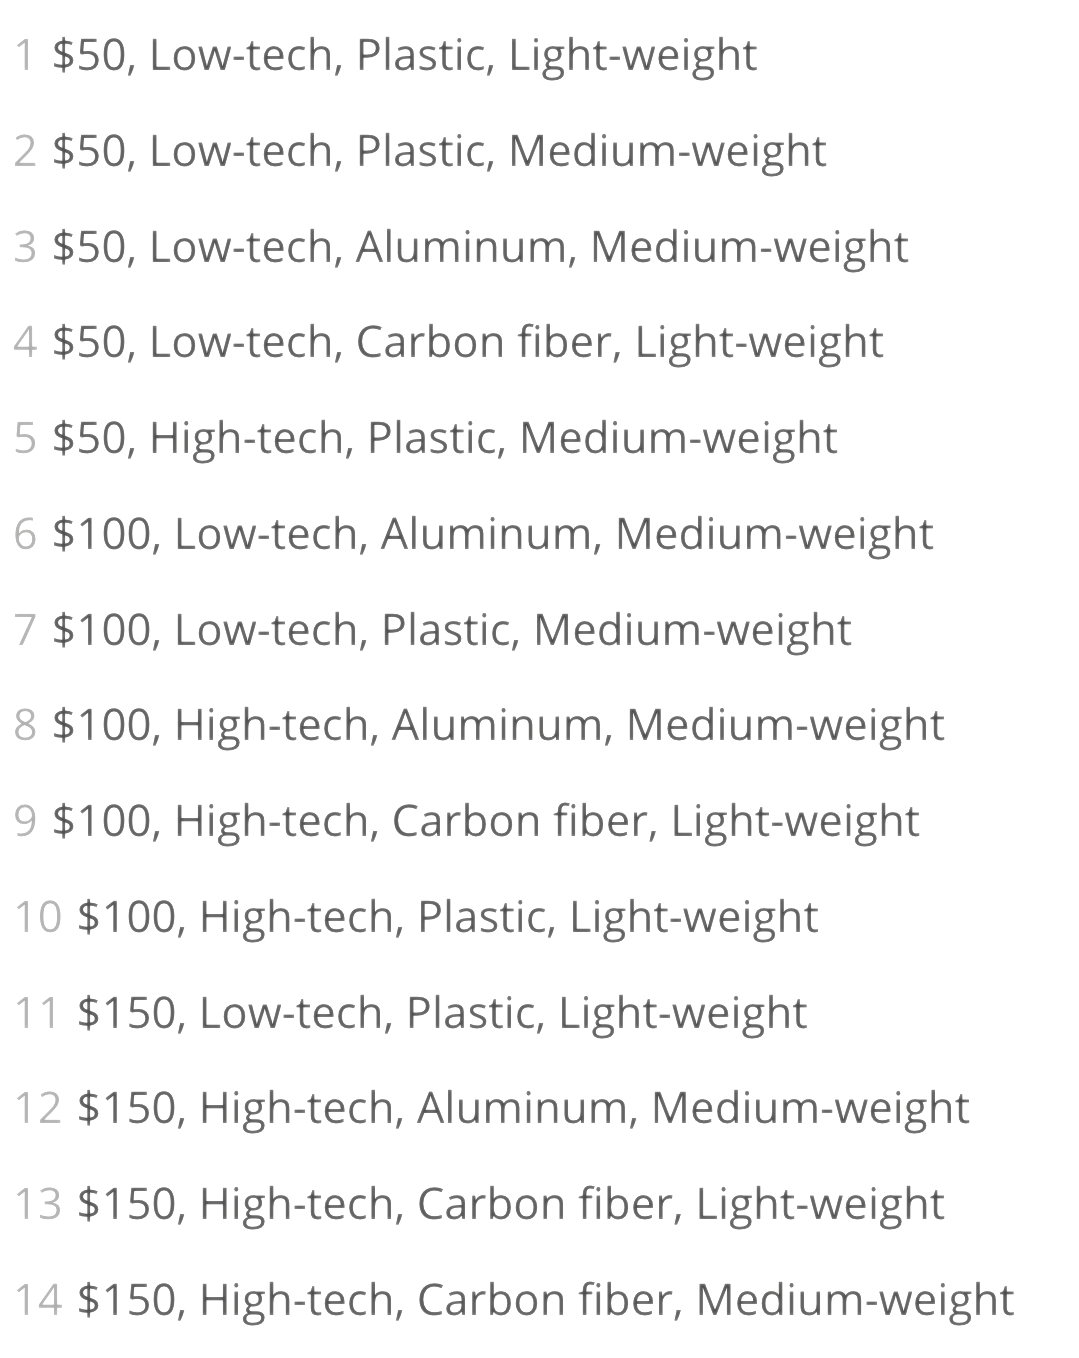 1 $50, Low-tech, Plastic, Light-weight
2 $50, Low-tech, Plastic, Medium-weight
3 $50, Low-tech, Aluminum, Medium-weight
4 $50, Low-tech, Carbon fiber, Light-weight
5 $50, High-tech, Plastic, Medium-weight
6 $100, Low-tech, Aluminum, Medium-weight
7 $100, Low-tech, Plastic, Medium-weight
8 $100, High-tech, Aluminum, Medium-weight
9 $100, High-tech, Carbon fiber, Light-weight
10 $100, High-tech, Plastic, Light-weight
11 $150, Low-tech, Plastic, Light-weight
12 $150, High-tech, Aluminum, Medium-weight
13 $150, High-tech, Carbon fiber, Light-weight
14 $150, High-tech, Carbon fiber, Medium-weight